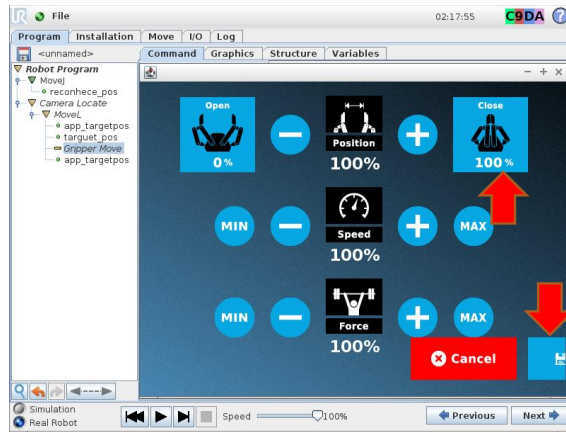 File
02:17:55
C9DA
Program Installation Move I/O Log
<unnamed>
Command Graphics Structure Variables
Robot Program
MoveJ
reconhece_pos
Camera Locate
MoveL
app_targetpos
targuet_pos
Gripper Move
app_targetpos
Open
0 %
Position
100%
Close
100 %
MIN
Speed
100%
MAX
MIN
Force
100%
MAX
Cancel
Simulation
Real Robot
Speed
100%
Previous
Next